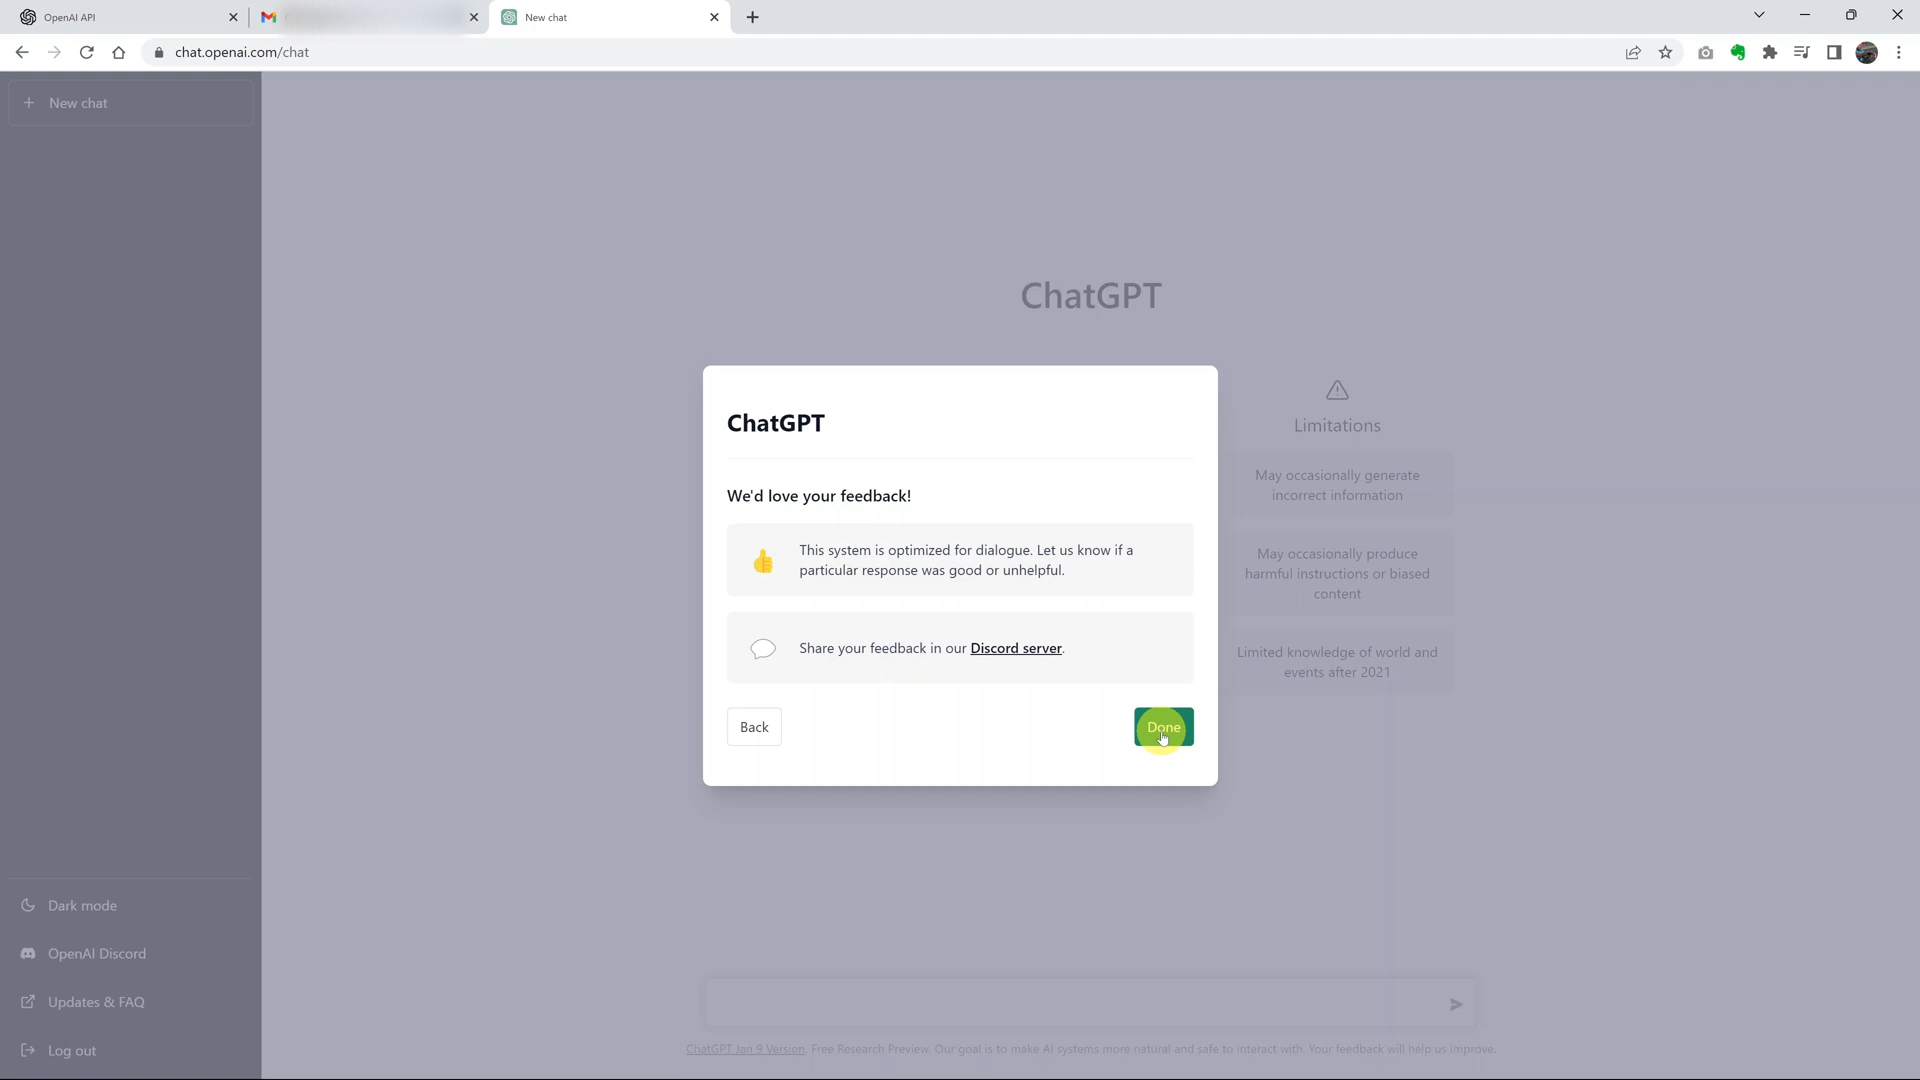 OpenAI API
New chat
chat.openai.com/chat
New chat
ChatGPT
Limitations
May occasionally generate
incorrect information
May occasionally produce
harmful instructions or biased
content
Limited knowledge of world and
events after 2021
ChatGPT
We'd love your feedback!
This system is optimized for dialogue. Let us know if a
particular response was good or unhelpful.
Share your feedback in our Discord server.
Back
Done
Dark mode
OpenAI Discord
Updates & FAQ
Log out
ChatGPT Jan 9 Version. Free Research Preview. Our goal is to make AI systems more natural and safe to interact with. Your feedback will help us improve.